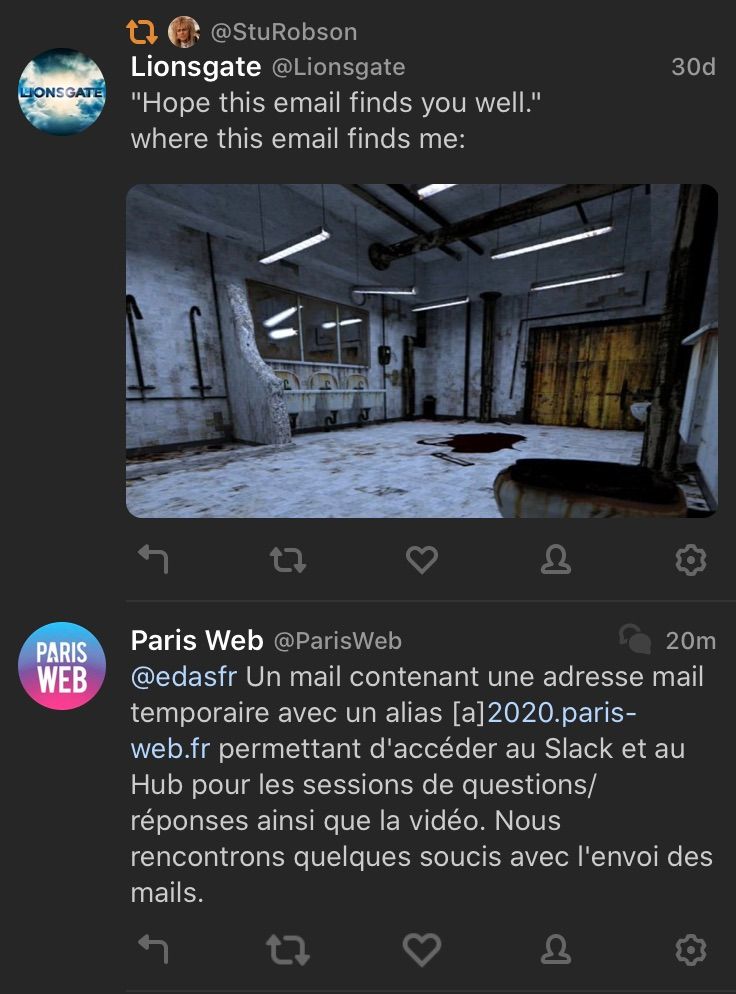 @StuRobson
Lionsgate @Lionsgate 30d
LIONSGATE
"Hope this email finds you well."
where this email finds me:
Paris Web @ParisWeb 20m
PARIS
WEB
@edasfr Un mail contenant une adresse mail
temporaire avec un alias [a]2020.paris-
web.fr permettant d'accéder au Slack et au
Hub pour les sessions de questions/
réponses ainsi que la vidéo. Nous
rencontrons quelques soucis avec l'envoi des
mails.